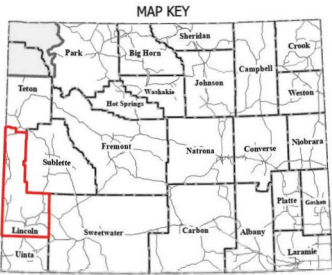 MAP KEY
Sheridan
Park
Big Horn
Crook
Campbell
Johnson
Washakie
Weston
Teton
Hot Springs
Niobrara
Fremont
Natrona
Converse
Sublette
Platte
Goshen
Lincoln
Sweetwater
Carbon
Albany
Laramie
Uinta